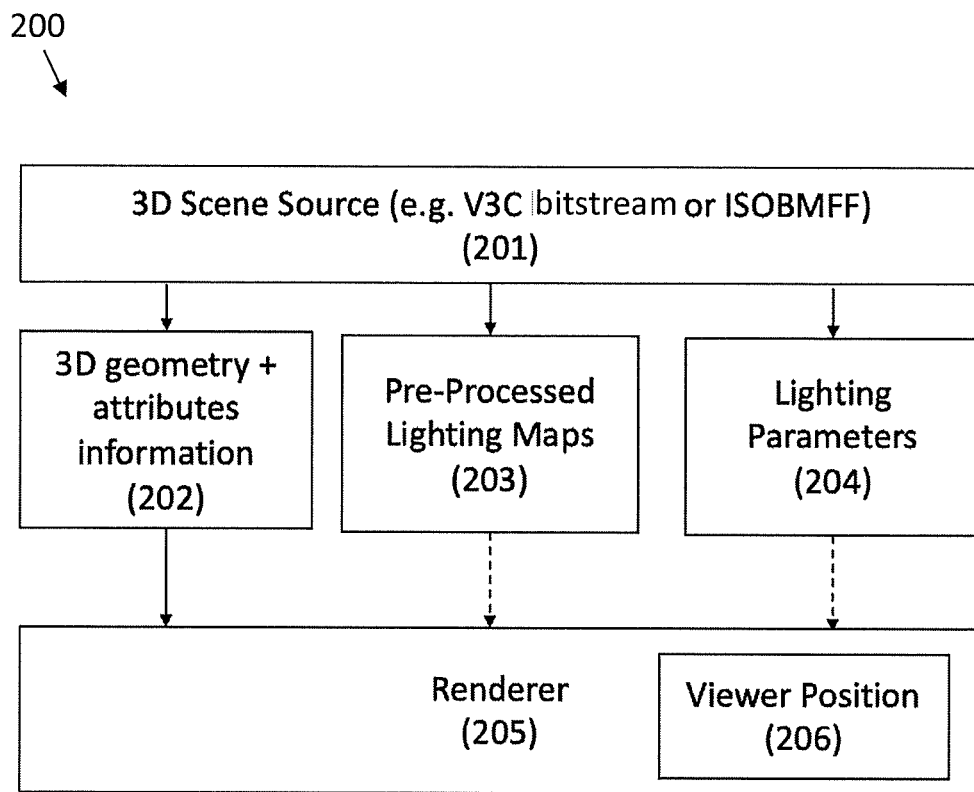 200
3D Scene Source (e.g. V3C bitstream or ISOBMFF)
(201)
3D geometry +
attributes
information
(202)
Pre-Processed
Lighting Maps
(203)
Lighting
Parameters
(204)
Renderer
(205)
Viewer Position
(206)